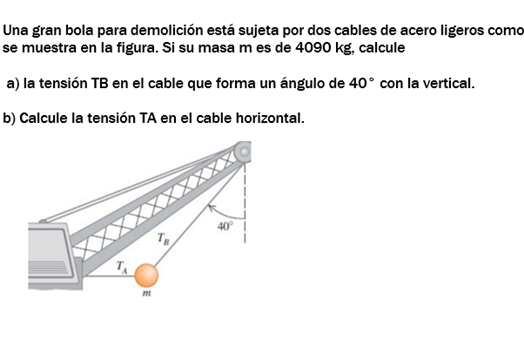 Una gran bola para demolición está sujeta por dos cables de acero ligeros como
se muestra en la figura. Si su masa m es de 4090 kg, calcule
a) la tensión TB en el cable que forma un ángulo de 40° con la vertical.
b) Calcule la tensión TA en el cable horizontal.
40°
TB
TA
m